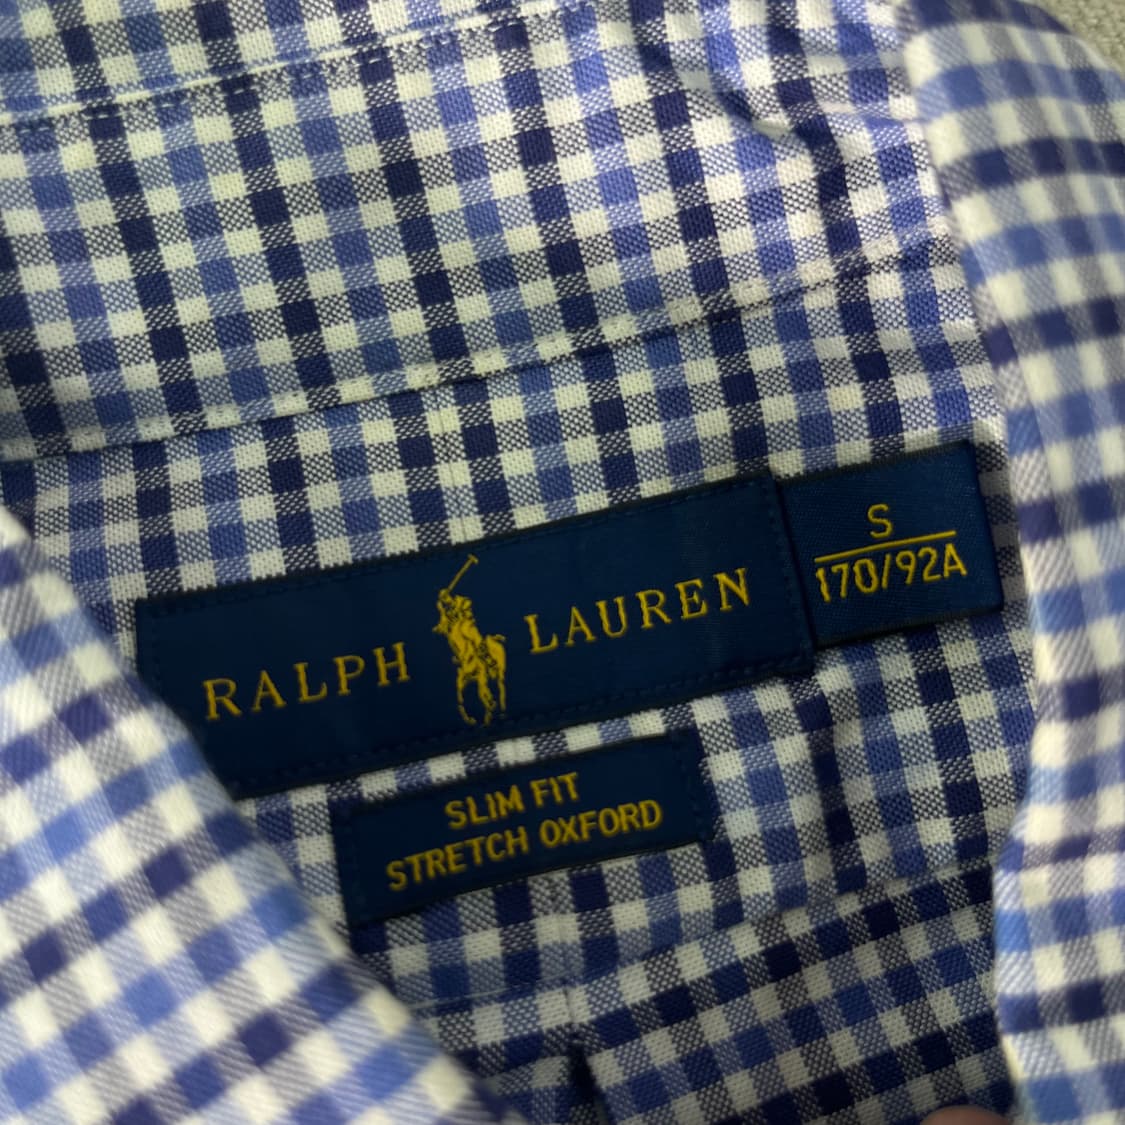 RALPH LAUREN
S
170/92A
SLIM FIT
STRETCH OXFORD